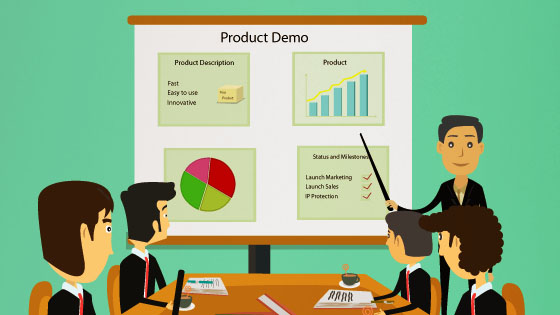 Product Demo
Product Description
Fast
Easy to use
Innovative
Product
Product
Status and Milestones
Launch Marketing
Launch Sales
IP Protection